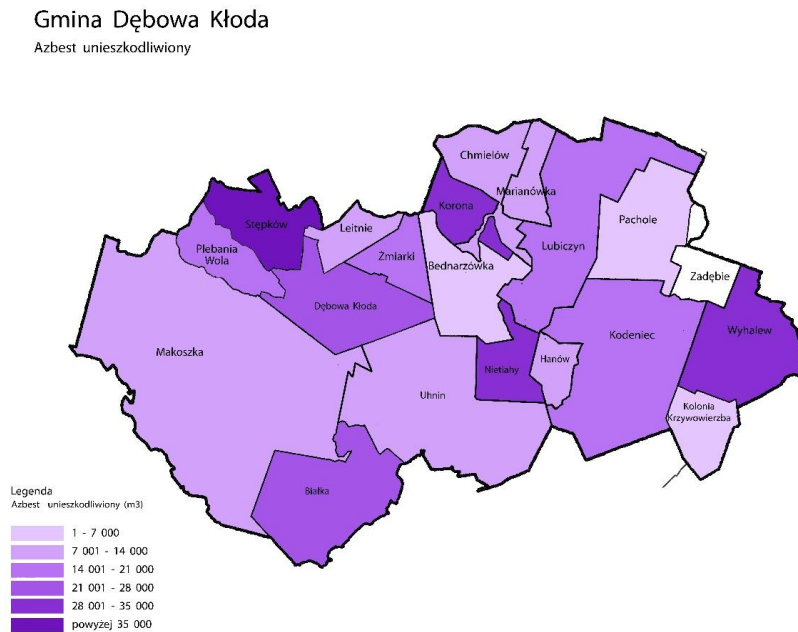 Gmina Dębowa Kłoda
Azbest unieszkodliwiony
Chmielów
Marianówka
Korona
Stępków
Leitnie
Plebania
Wola
Żmiarki
Bednarzówka
Lubiczyn
Pachole
Zadębie
Dębowa Kłoda
Makoszka
Uhnin
Nietiahy
Hanów
Kodeniec
Wyhalew
Kolonia
Krzywowierzba
Białka
Legenda
Azbest unieszkodliwiony (m3)
1 - 7 000
7 001 - 14 000
14 001 - 21 000
21 001 - 28 000
28 001 - 35 000
powyżej 35 000